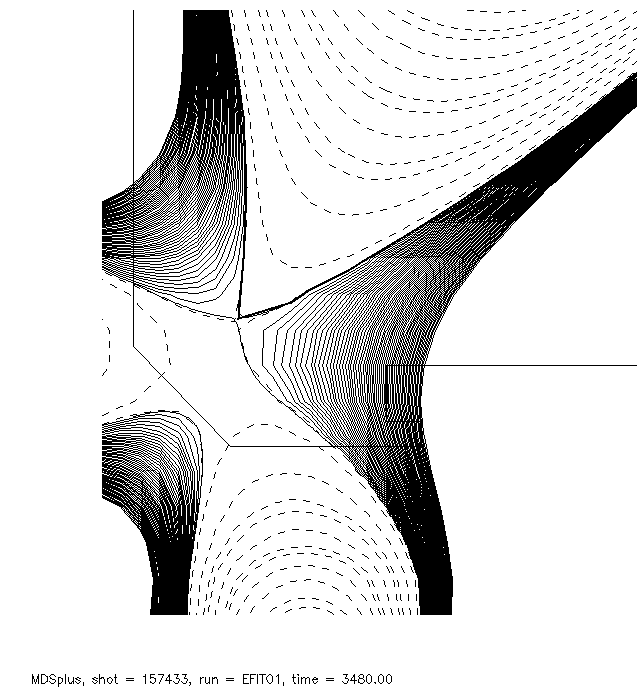 MDSplus, shot = 157433, run = EFIT01, time = 3480.00